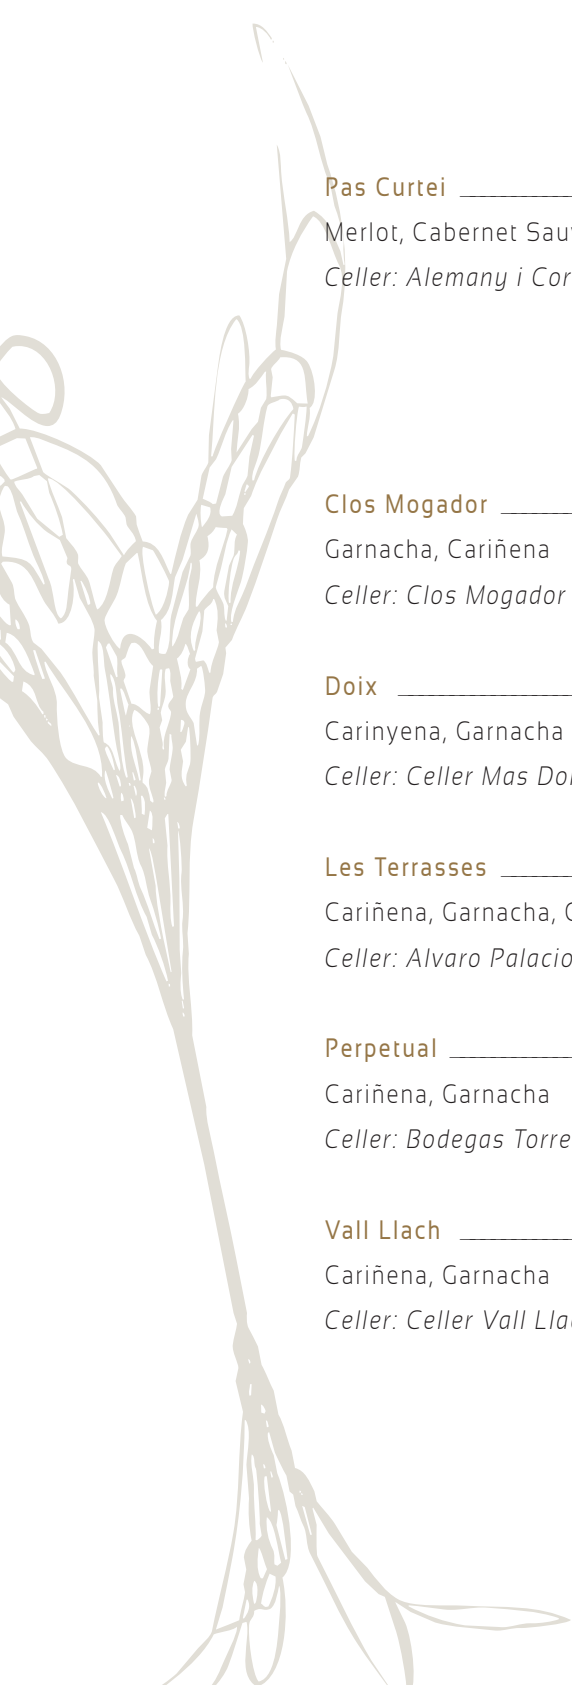 Pas Curtei
Merlot, Cabernet
Celler: Alemany i
Clos Mogador
Garnacha, Cariñena
Celler: Clos Mogador
Doix
Carinyena, Garnacha
Celler: Celler Mas
Les Terrasses
Cariñena, Garnacha,
Celler: Alvaro
Perpetual
Cariñena, Garnacha
Celler: Bodegas
Vall Llach
Cariñena, Garnacha
Celler: Celler Vall